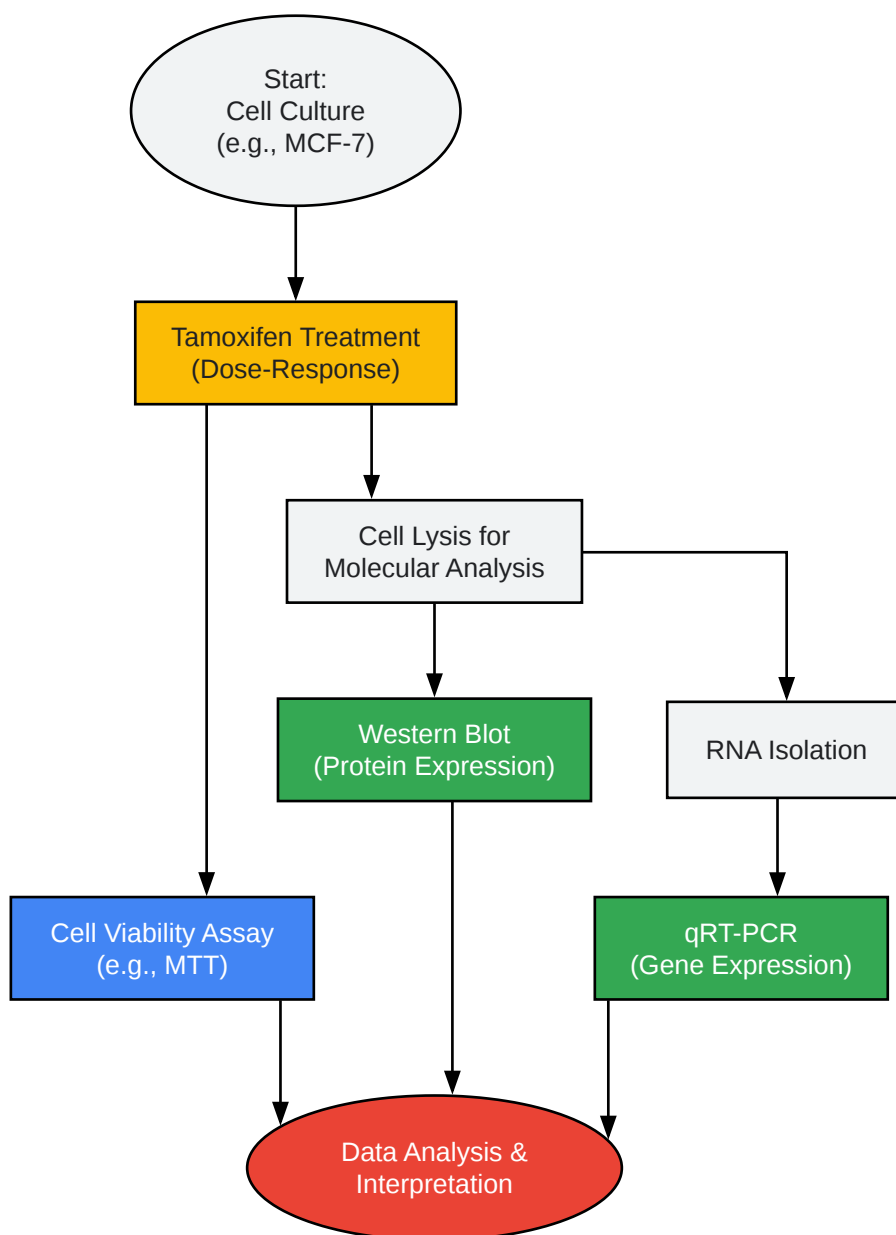 Start:
Cell Culture
(e.g., MCF-7)
Tamoxifen Treatment
(Dose-Response)
Cell Lysis for
Molecular Analysis
Western Blot
(Protein Expression)
RNA Isolation
Cell Viability Assay
(e.g., MTT)
qRT-PCR
(Gene Expression)
Data Analysis &
Interpretation